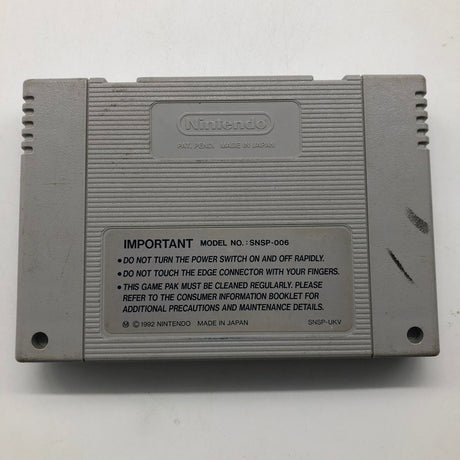 Nintendo
PAT. PEND. MADE IN JAPAN
IMPORTANT MODEL NO.: SNSP-006
• DO NOT TURN THE POWER SWITCH ON AND OFF RAPIDLY.
• DO NOT TOUCH THE EDGE CONNECTOR WITH YOUR FINGERS.
• THIS GAME PAK MUST BE CLEANED REGULARLY. PLEASE
REFER TO THE CONSUMER INFORMATION BOOKLET FOR
ADDITIONAL PRECAUTIONS AND MAINTENANCE DETAILS.
Ⓜ ©1992 NINTENDO MADE IN JAPAN SNSP-UKV